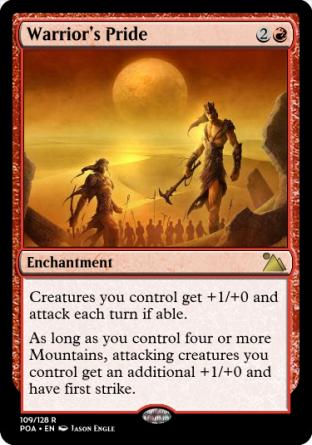 Warrior's Pride 2
Enchantment
Creatures you control get +1/+0 and
attack each turn if able.
As long as you control four or more
Mountains, attacking creatures you
control get an additional +1/+0 and
have first strike.
109/128 R
POA • EN Jason Engle